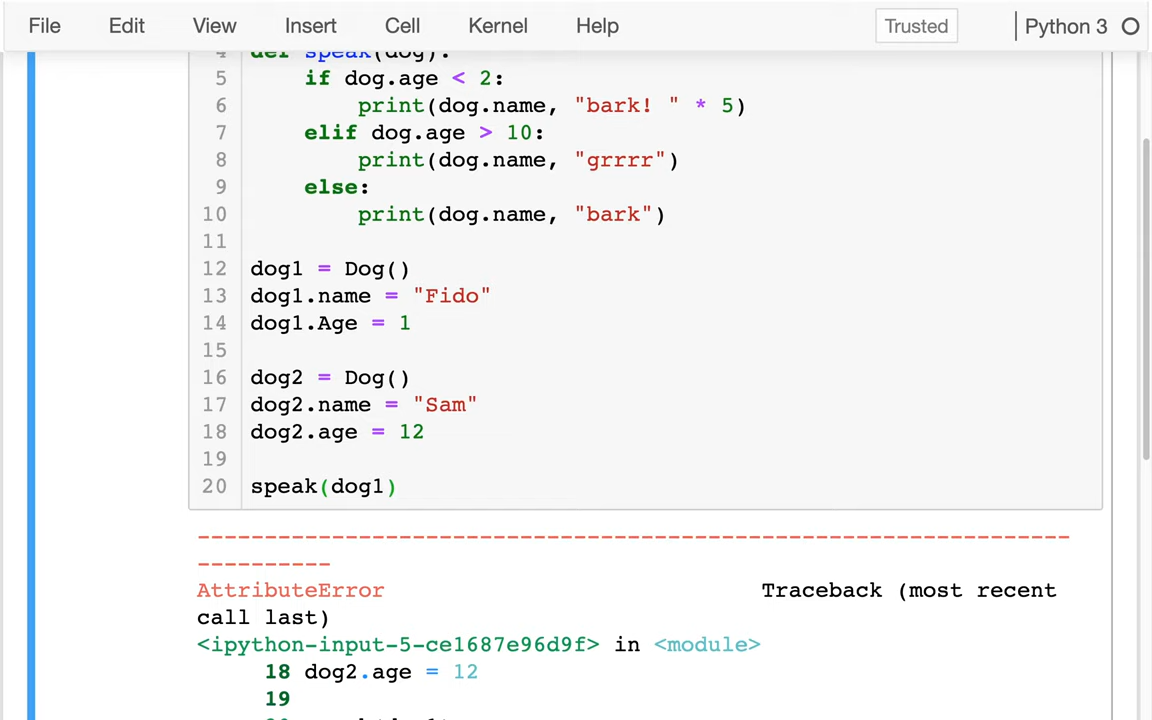 File Edit View Insert Cell Kernel Help Trusted Python 3
4 def speak(dog):
5 if dog.age < 2:
6 print(dog.name, "bark! " * 5)
7 elif dog.age > 10:
8 print(dog.name, "grrrr")
9 else:
10 print(dog.name, "bark")
11
12 dog1 = Dog()
13 dog1.name = "Fido"
14 dog1.Age = 1
15
16 dog2 = Dog()
17 dog2.name = "Sam"
18 dog2.age = 12
19
20 speak(dog1)
-----------------------------------------------------------------
----------
AttributeError Traceback (most recent
call last)
<ipython-input-5-ce1687e96d9f> in <module>
18 dog2.age = 12
19